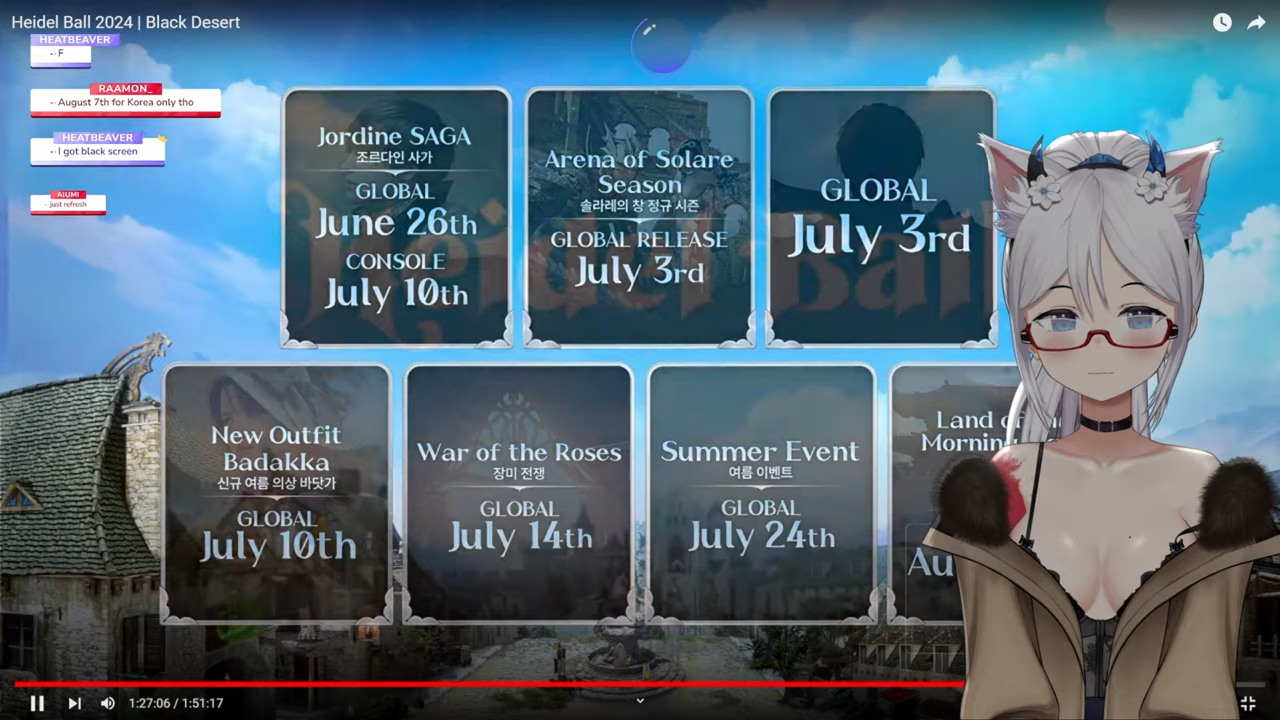 Heidel Ball 2024 | Black Desert
HEATBEAVER
-- F
RAAMON_
-- August 7th for Korea only tho
HEATBEAVER
-- I got black screen
AIUMI
-- just refresh
Jordine SAGA
조르다인 사가
GLOBAL
June 26th
CONSOLE
July 10th
Arena of Solare
Season
솔라레의 창 정규 시즌
GLOBAL RELEASE
July 3rd
GLOBAL
July 3rd
New Outfit
Badakka
신규 여름 의상 바닷가
GLOBAL
July 10th
War of the Roses
장미 전쟁
GLOBAL
July 14th
Summer Event
여름 이벤트
GLOBAL
July 24th
Land of
Morning
Au
Heidel Ball
1:27:06 / 1:51:17